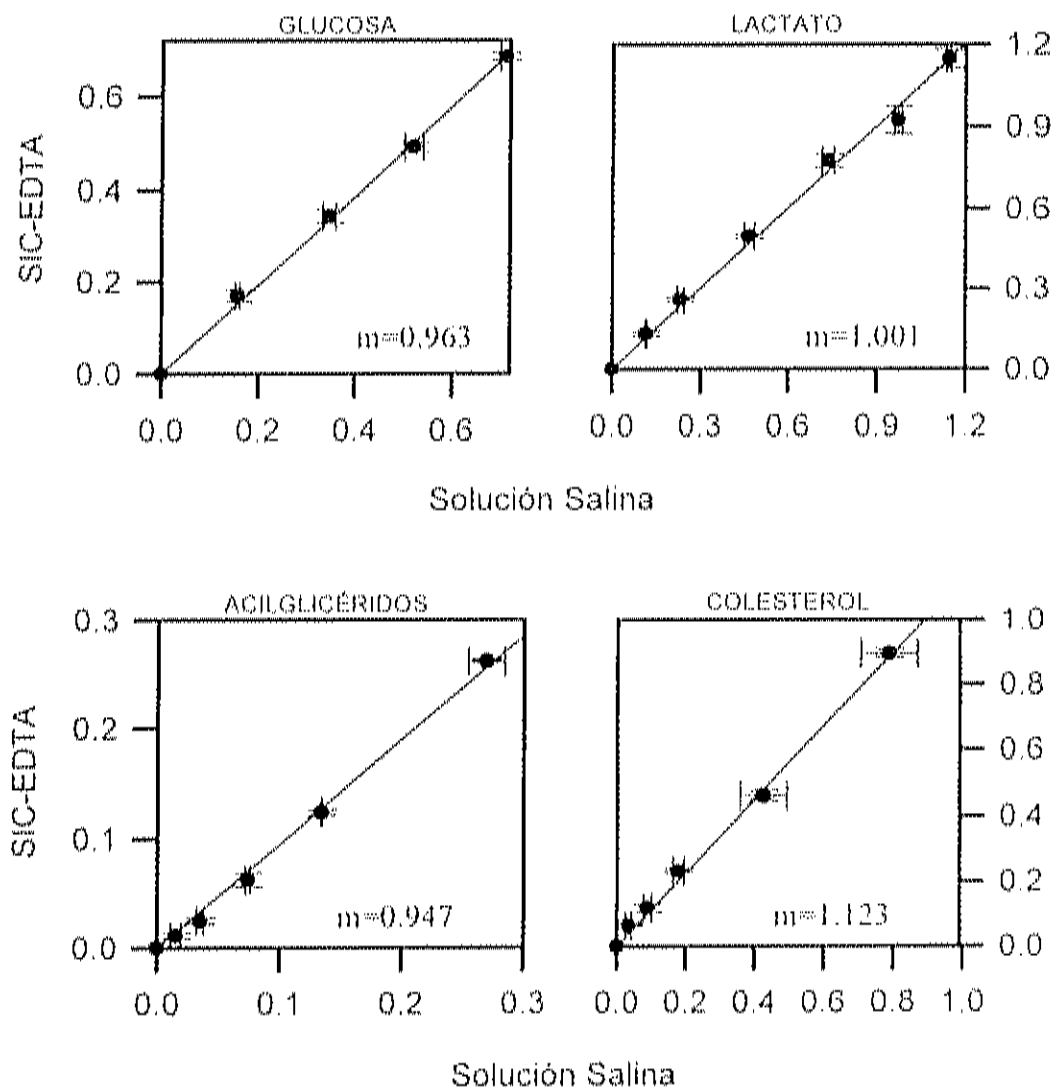 GLUCOSA
LACTATO
SIC-EDTA
0.6
0.4
0.2
0.0
m=0.963
0.0 0.2 0.4 0.6
1.2
0.9
0.6
0.3
0.0
m=1.001
0.0 0.3 0.6 0.9 1.2
Solución Salina
ACILGLICÉRIDOS
COLESTEROL
SIC-EDTA
0.3
0.2
0.1
0.0
m=0.947
0.0 0.1 0.2 0.3
1.0
0.8
0.6
0.4
0.2
0.0
m=1.123
0.0 0.2 0.4 0.6 0.8 1.0
Solución Salina